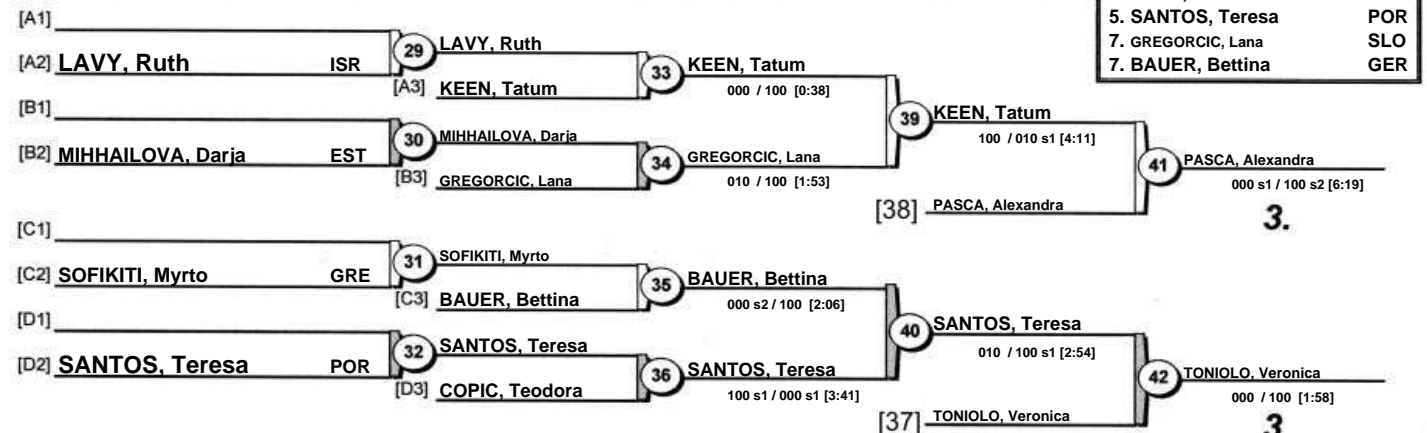 5. SANTOS, Teresa POR
7. GREGORCIC, Lana SLO
7. BAUER, Bettina GER
[A1]
[A2] LAVY, Ruth ISR
29
LAVY, Ruth
[A3] KEEN, Tatum
33
KEEN, Tatum
000 / 100 [0:38]
[B1]
[B2] MIHHAILOVA, Darja EST
30
MIHHAILOVA, Darja
[B3] GREGORCIC, Lana
34
GREGORCIC, Lana
010 / 100 [1:53]
39
KEEN, Tatum
100 / 010 s1 [4:11]
[38] PASCA, Alexandra
41
PASCA, Alexandra
000 s1 / 100 s2 [6:19]
3.
[C1]
[C2] SOFIKITI, Myrto GRE
31
SOFIKITI, Myrto
[C3] BAUER, Bettina
35
BAUER, Bettina
000 s2 / 100 [2:06]
[D1]
[D2] SANTOS, Teresa POR
32
SANTOS, Teresa
[D3] COPIC, Teodora
36
SANTOS, Teresa
100 s1 / 000 s1 [3:41]
40
SANTOS, Teresa
010 / 100 s1 [2:54]
[37] TONIOLO, Veronica
42
TONIOLO, Veronica
000 / 100 [1:58]
3